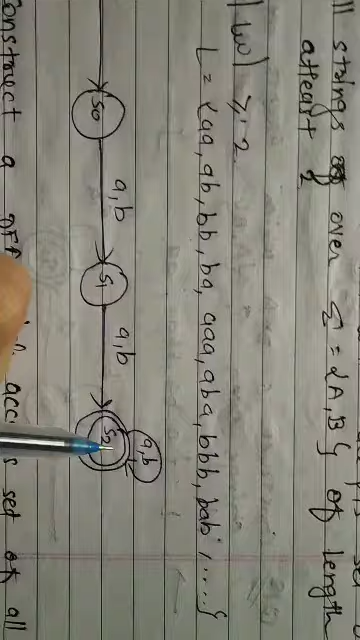 ll strings over Σ = {A,B} of length
atleast 2
|w| ≥ 2
L = {aa, ab, bb, ba, aaa, aba, bbb, bab, ....}
S0 a,b S1 a,b S2 a,b
onstruct a DFA acc s set of all